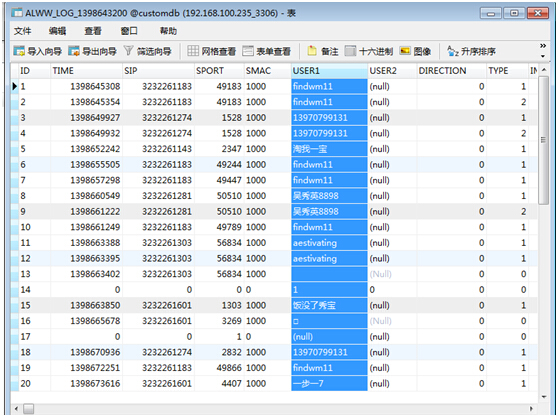 ALWW_LOG_1398643200 @customdb (192.168.100.235_3306) - 表
文件 编辑 查看 窗口 帮助
导入向导 导出向导 筛选向导 网格查看 表单查看 备注 十六进制 图像 升序排序
ID TIME SIP SPORT SMAC USER1 USER2 DIRECTION TYPE IN
1 1398645308 3232261183 49183 1000 findwm11 (null) 0 1
2 1398645354 3232261183 49183 1000 findwm11 (null) 0 2
3 1398649927 3232261274 1528 1000 13970799131 (null) 0 1
4 1398649932 3232261274 1528 1000 13970799131 (null) 0 2
5 1398652242 3232261143 2347 1000 淘我一宝 (null) 0 1
6 1398655505 3232261183 49244 1000 findwm11 (null) 0 1
7 1398657298 3232261183 49447 1000 findwm11 (null) 0 1
8 1398660549 3232261281 50510 1000 吴秀英8898 (null) 0 1
9 1398661222 3232261281 50510 1000 吴秀英8898 (null) 0 2
10 1398661249 3232261183 49789 1000 findwm11 (null) 0 1
11 1398663388 3232261303 56834 1000 aestivating (null) 0 1
12 1398663395 3232261303 56834 1000 aestivating (null) 0 1
13 1398663402 3232261303 56834 1000 (Null) 0 0
14 0 0 0 0 1 0 0 0
15 1398663850 3232261601 1303 1000 饭没了秀宝 (null) 0 1
16 1398665678 3232261601 3269 1000 □ (Null) 0 0
17 0 0 1 0 (null) (null) 0 0
18 1398670936 3232261274 2832 1000 13970799131 (null) 0 1
19 1398672251 3232261183 49866 1000 findwm11 (null) 0 1
20 1398673616 3232261601 4407 1000 一步一7 (null) 0 1